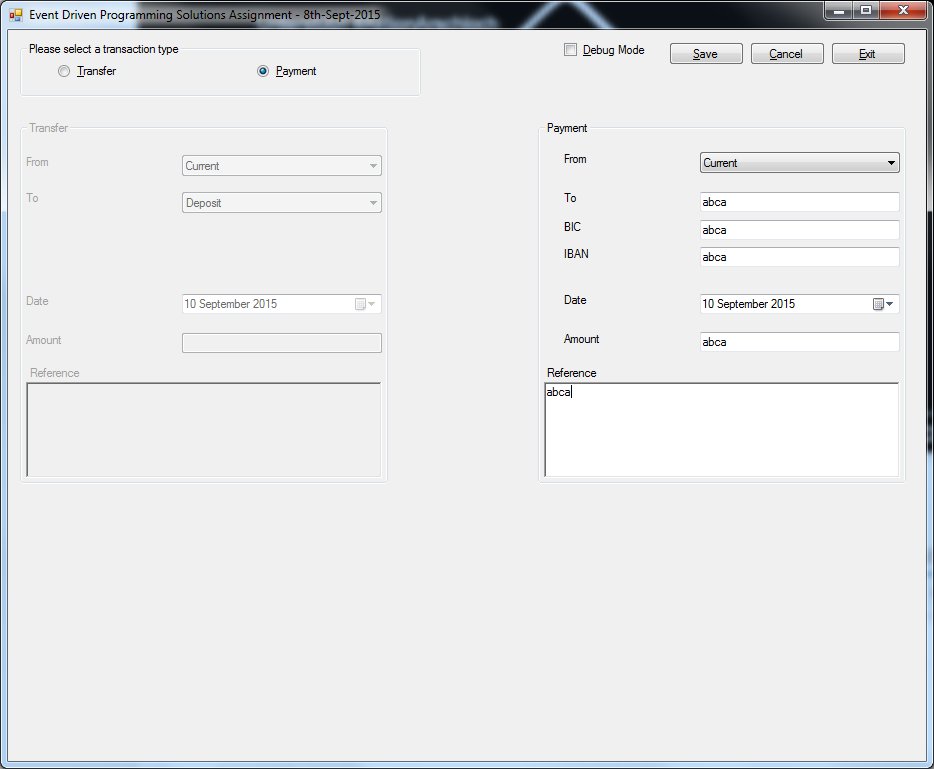 Event Driven Programming Solutions Assignment - 8th-Sept-2015
Please select a transaction type
Transfer
Payment
Debug Mode
Save
Cancel
Exit
Transfer
From
Current
To
Deposit
Date
10 September 2015
Amount
Reference
Payment
From
Current
To
abca
BIC
abca
IBAN
abca
Date
10 September 2015
Amount
abca
Reference
abca